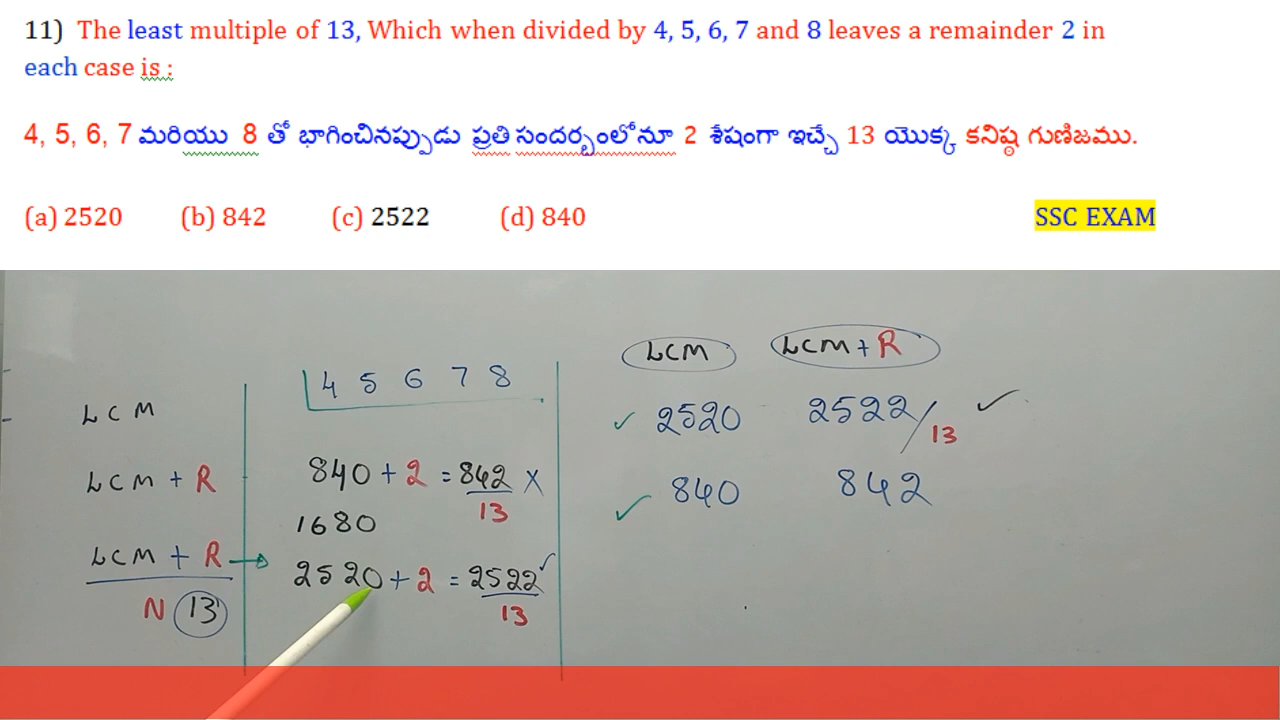 11) The least multiple of 13, Which when divided by 4, 5, 6, 7 and 8 leaves a remainder 2 in
each case is :
4, 5, 6, 7 మరియు 8 తో భాగించినప్పుడు ప్రతి సందర్భంలోనూ 2 శేషంగా ఇచ్చే 13 యొక్క కనిష్ఠ గుణిజము.
(a) 2520 (b) 842 (c) 2522 (d) 840 SSC EXAM
LCM
LCM + R
LCM + R
N 13
4 5 6 7 8
840 + 2 = 842 X
13
1680
2520 + 2 = 2522 ✓
13
LCM LCM + R
✓ 2520 2522/13 ✓
✓ 840 842